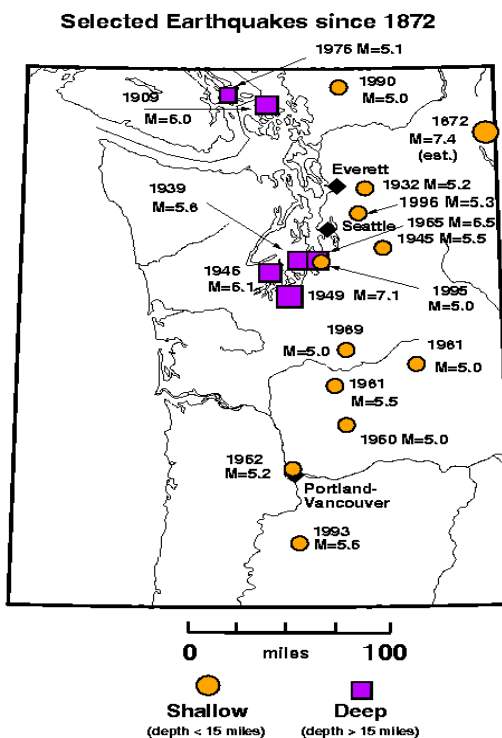 Selected Earthquakes since 1872
1976 M=5.1
1990
M=5.0
1909
M=6.0
1872
M=7.4
(est.)
Everett
1939
M=5.6
1932 M=5.2
1996 M=5.3
1965 M=6.5
Seattle
1945 M=5.5
1946
M=6.1
1949 M=7.1
1995
M=5.0
1969
M=5.0
1961
M=5.0
1961
M=5.5
1960 M=5.0
1962
M=5.2
Portland-
Vancouver
1993
M=5.6
0 miles 100
Shallow
(depth < 15 miles)
Deep
(depth > 15 miles)